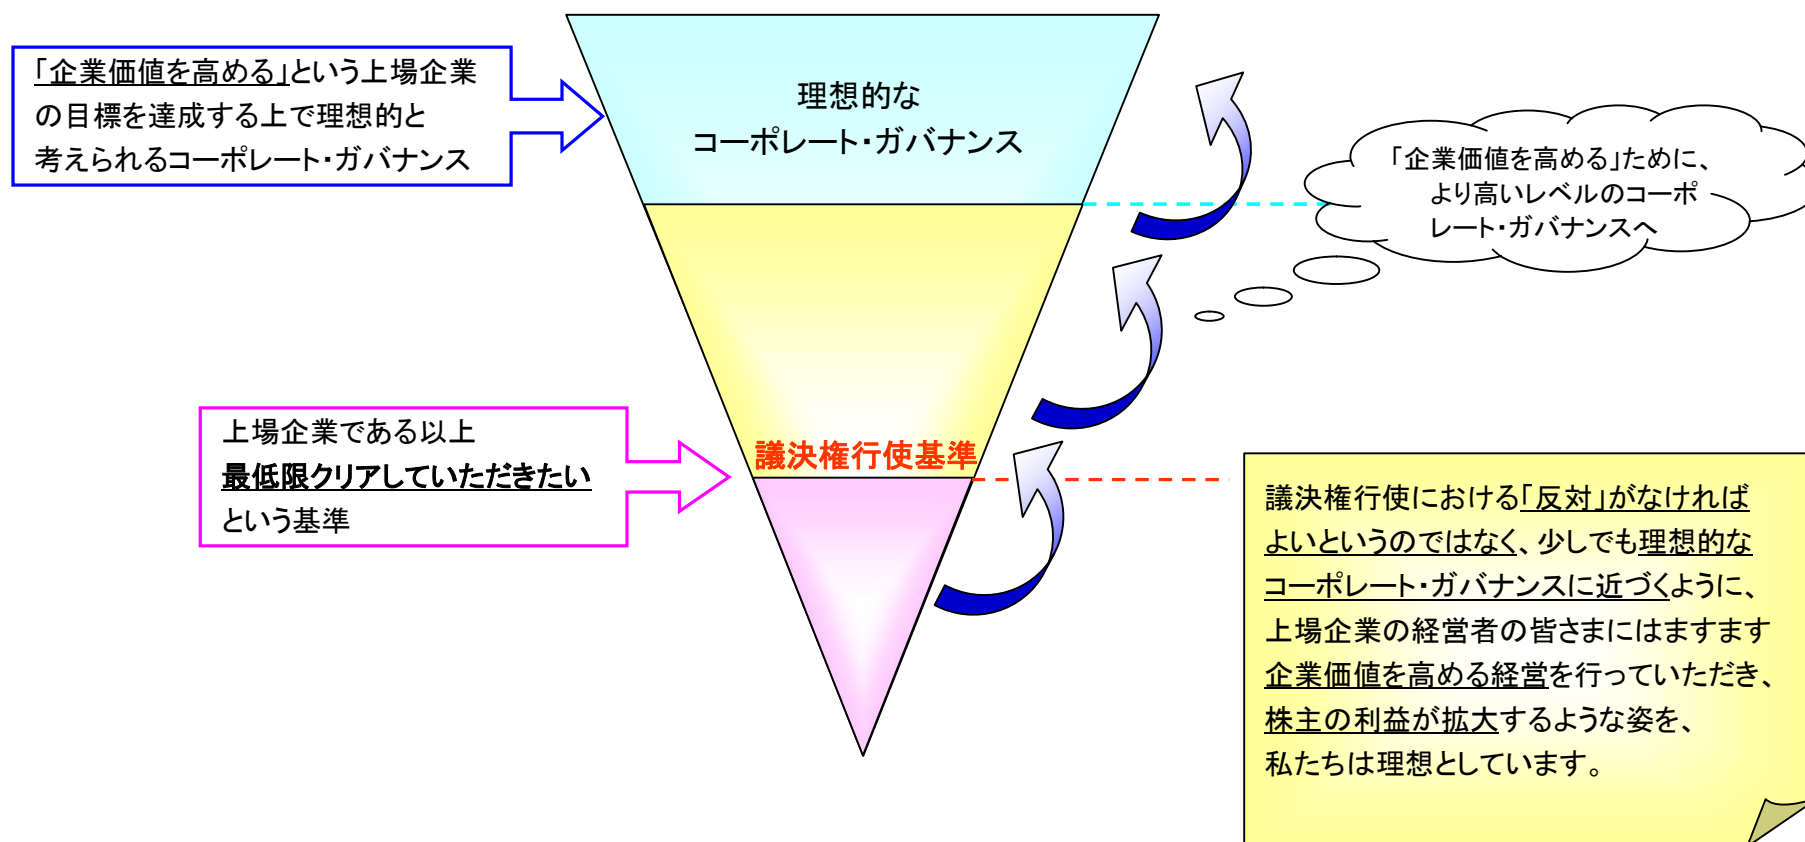 「企業価値を高める」という上場企業
の目標を達成する上で理想的と
考えられるコーポレート・ガバナンス
理想的な
コーポレート・ガバナンス
「企業価値を高める」ために、
より高いレベルのコーポ
レート・ガバナンスへ
上場企業である以上
最低限クリアしていただきたい
という基準
議決権行使基準
議決権行使における「反対」がなければ
よいというのではなく、少しでも理想的な
コーポレート・ガバナンスに近づくように、
上場企業の経営者の皆さまにはますます
企業価値を高める経営を行っていただき、
株主の利益が拡大するような姿を、
私たちは理想としています。